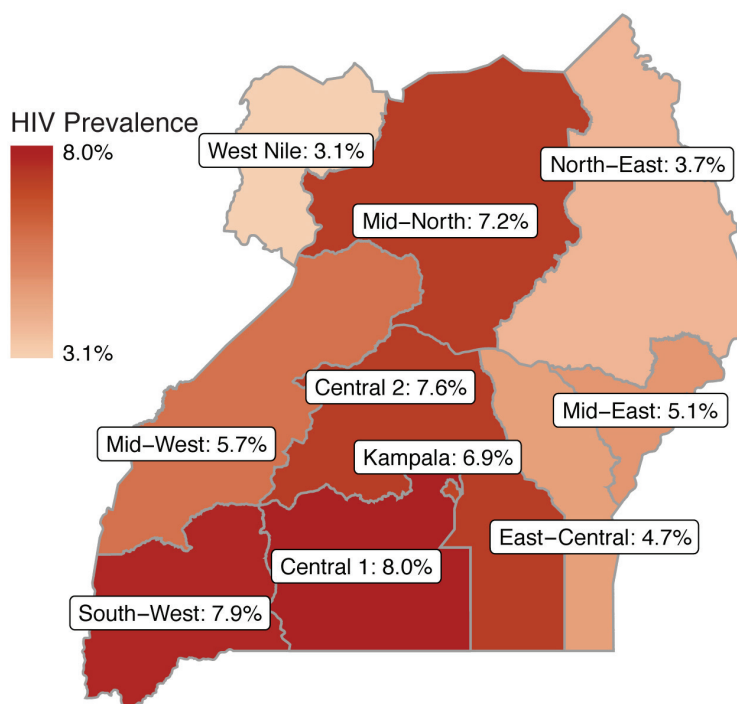 HIV Prevalence
8.0%
3.1%
West Nile: 3.1%
North−East: 3.7%
Mid−North: 7.2%
Central 2: 7.6%
Mid−East: 5.1%
Mid−West: 5.7%
Kampala: 6.9%
East−Central: 4.7%
Central 1: 8.0%
South−West: 7.9%